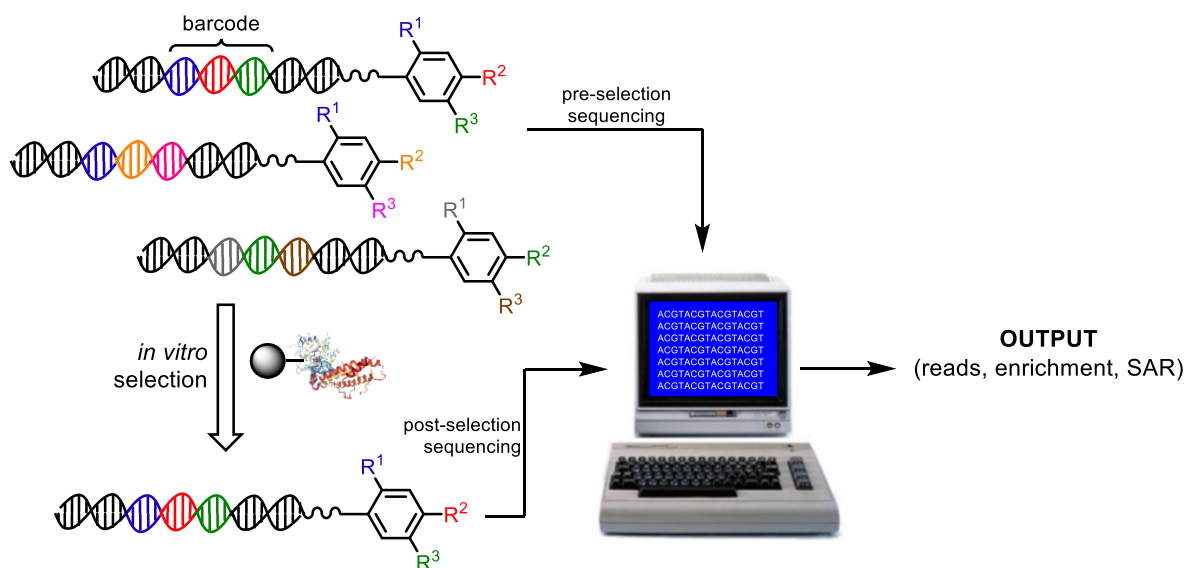 barcode
R¹
R²
R³
pre-selection
sequencing
R¹
R²
R³
R¹
R²
R³
in vitro
selection
ACGTACGTACGTACGT
ACGTACGTACGTACGT
ACGTACGTACGTACGT
ACGTACGTACGTACGT
ACGTACGTACGTACGT
ACGTACGTACGTACGT
ACGTACGTACGTACGT
OUTPUT
(reads, enrichment, SAR)
post-selection
sequencing
R¹
R²
R³